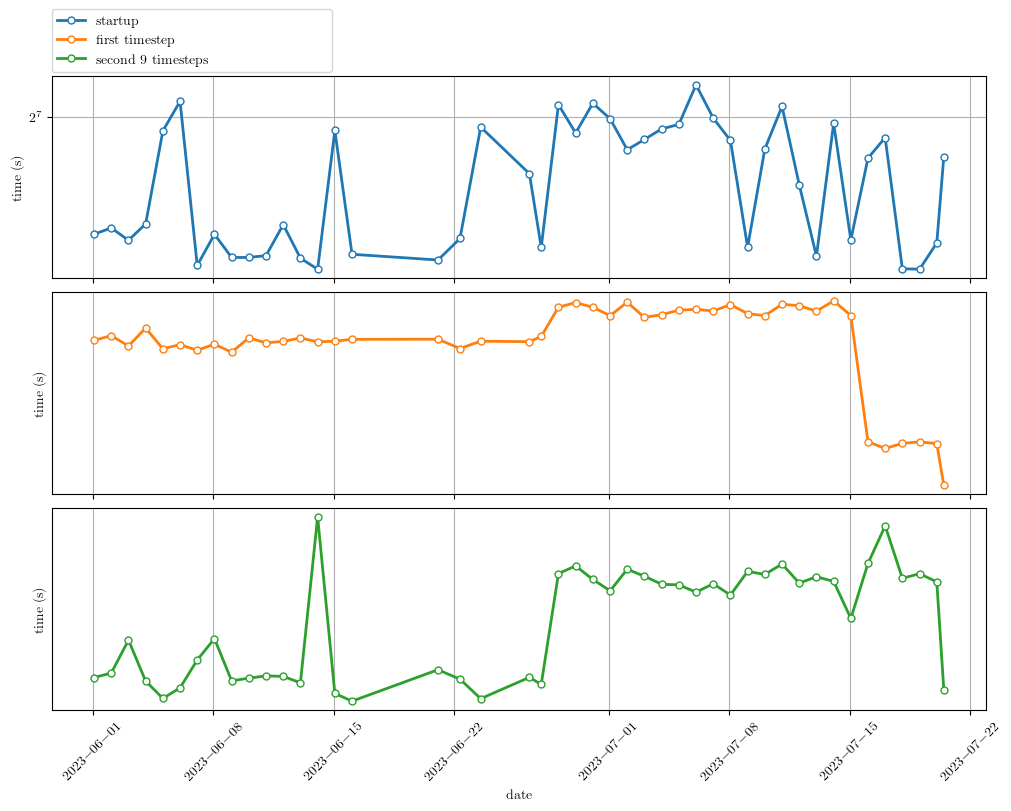 startup
first timestep
second 9 timesteps
2^7
time (s)
time (s)
time (s)
2023−06−01
2023−06−08
2023−06−15
2023−06−22
2023−07−01
2023−07−08
2023−07−15
2023−07−22
date